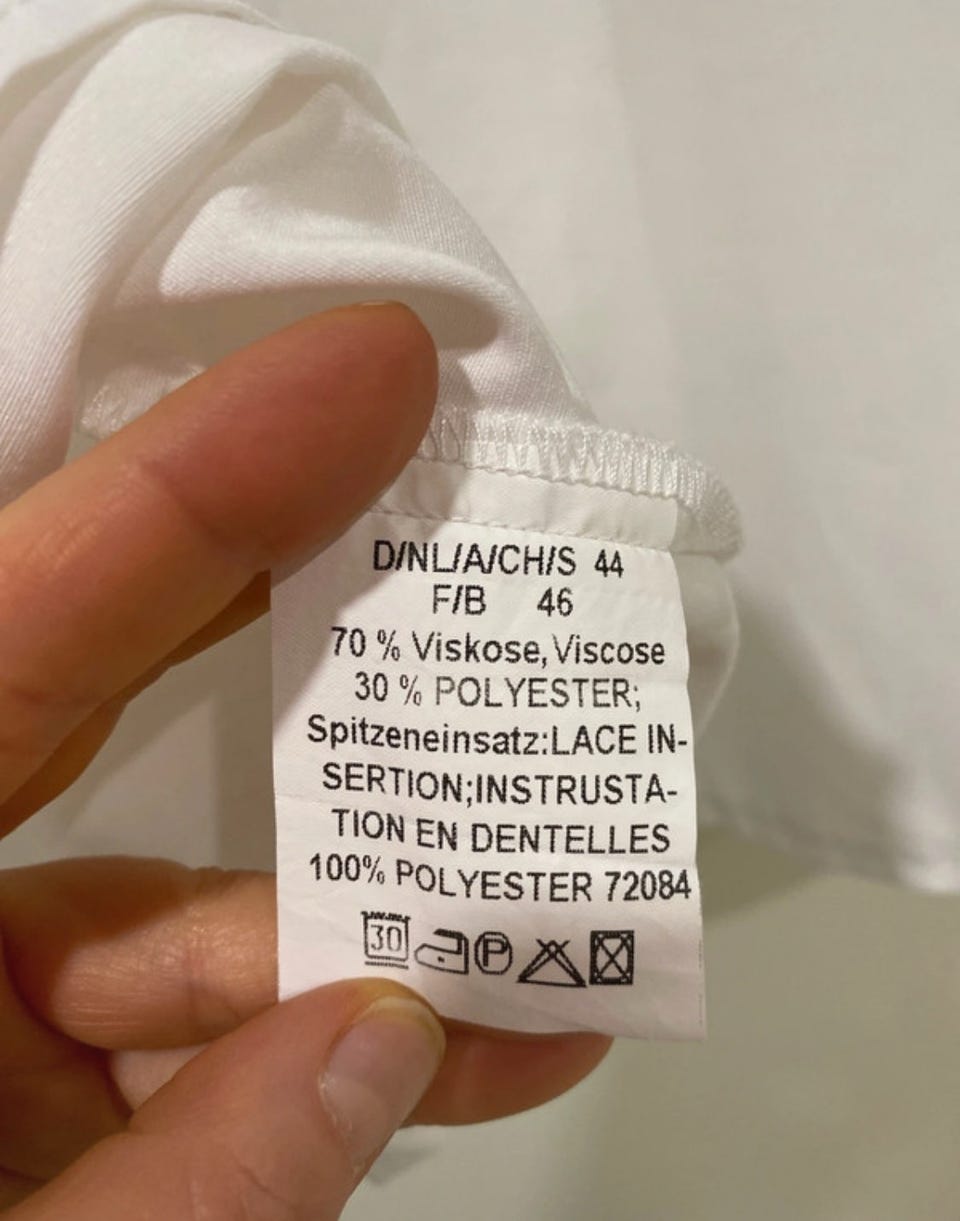 D/NL/A/CH/S 44
F/B 46
70 % Viskose, Viscose
30 % POLYESTER;
Spitzeneinsatz:LACE IN-
SERTION;INSTRUSTA-
TION EN DENTELLES
100% POLYESTER 72084
30 P